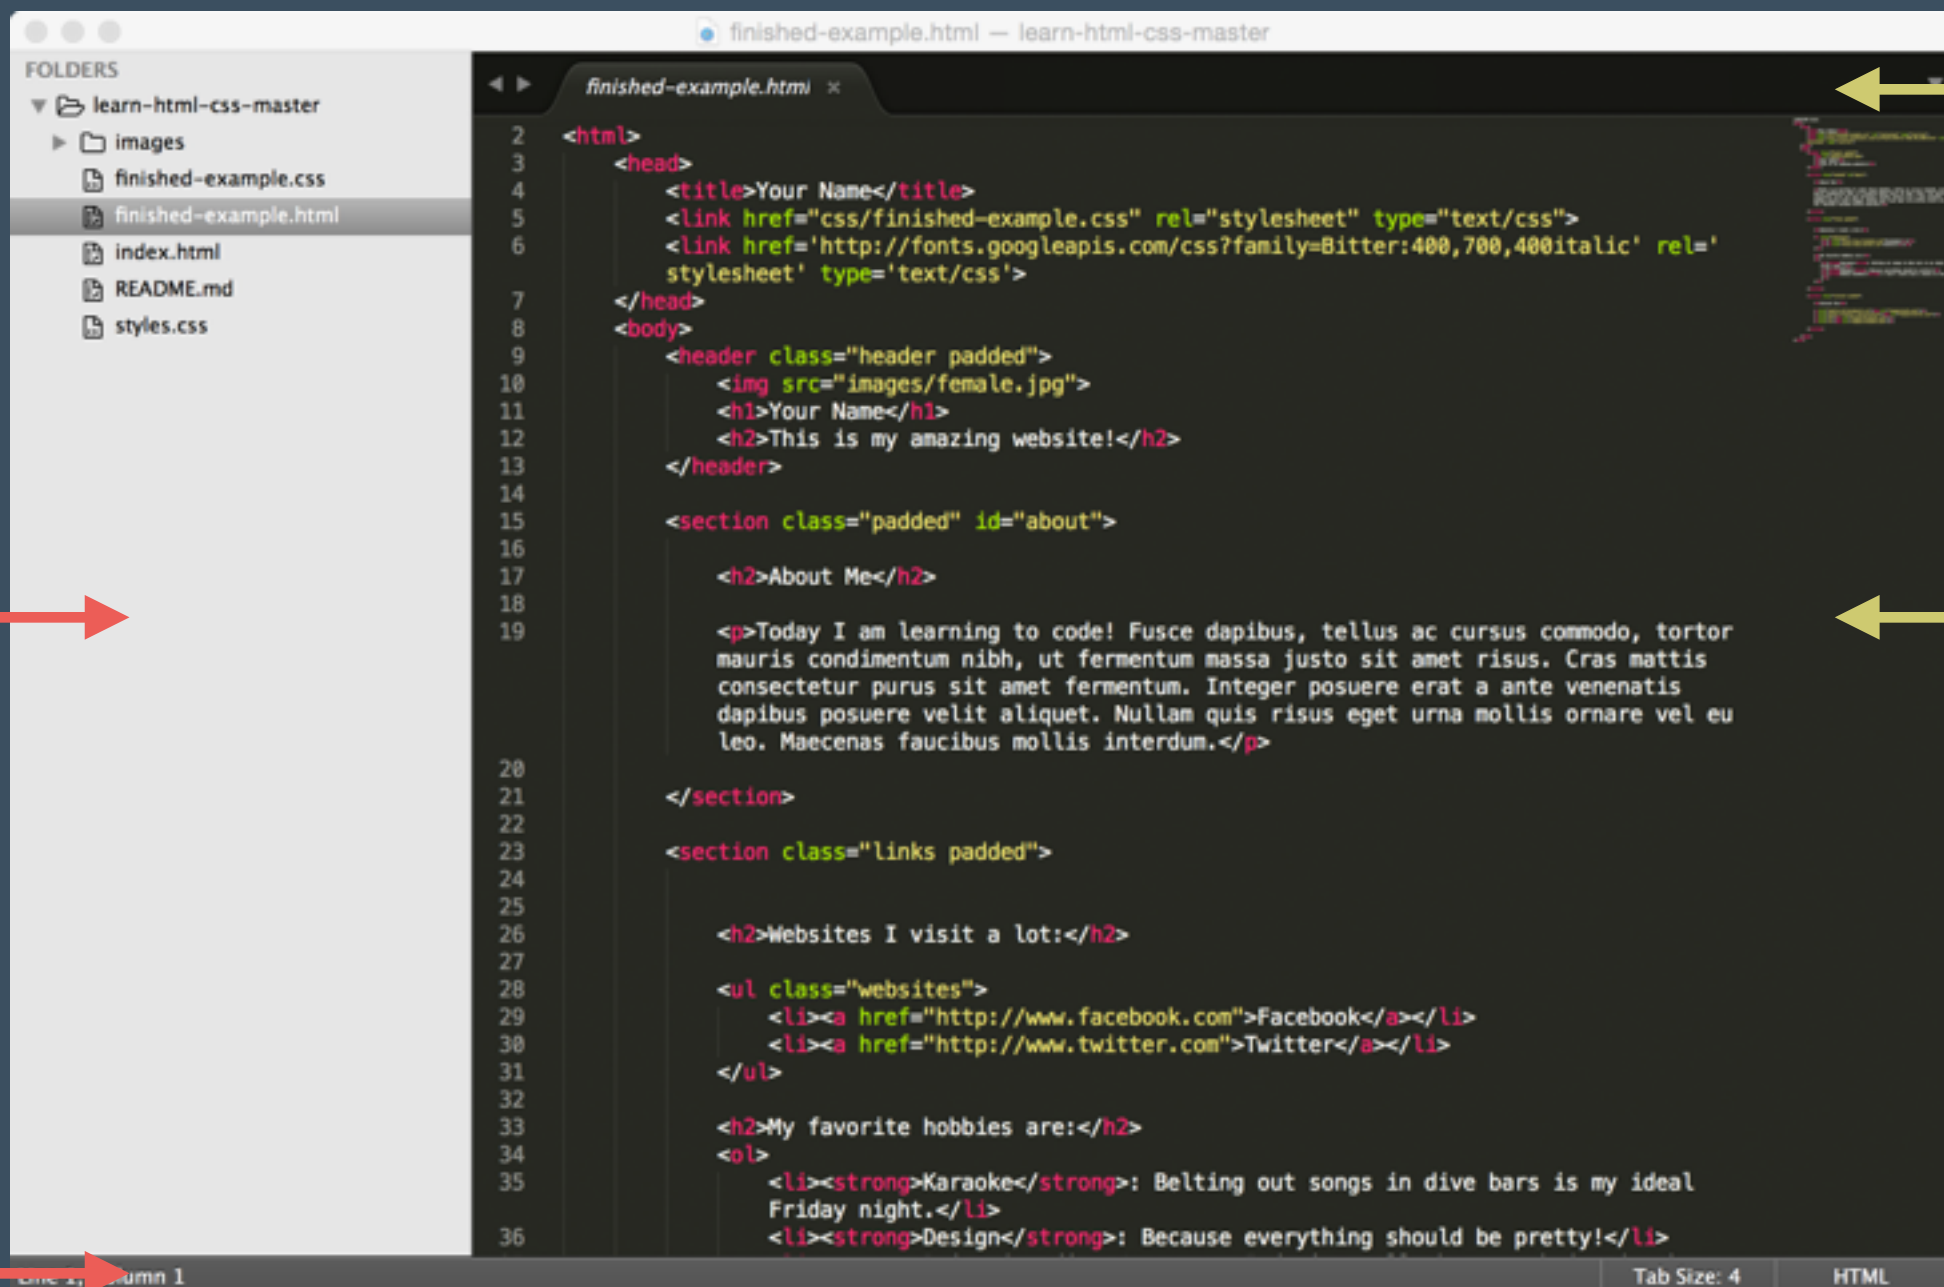 finished-example.html — learn-html-css-master
FOLDERS
learn-html-css-master
images
finished-example.css
finished-example.html
index.html
README.md
styles.css
finished-example.html ×
2 <html>
3 <head>
4 <title>Your Name</title>
5 <link href="css/finished-example.css" rel="stylesheet" type="text/css">
6 <link href='http://fonts.googleapis.com/css?family=Bitter:400,700,400italic' rel='
stylesheet' type='text/css'>
7 </head>
8 <body>
9 <header class="header padded">
10 <img src="images/female.jpg">
11 <h1>Your Name</h1>
12 <h2>This is my amazing website!</h2>
13 </header>
14
15 <section class="padded" id="about">
16
17 <h2>About Me</h2>
18
19 <p>Today I am learning to code! Fusce dapibus, tellus ac cursus commodo, tortor
mauris condimentum nibh, ut fermentum massa justo sit amet risus. Cras mattis
consectetur purus sit amet fermentum. Integer posuere erat a ante venenatis
dapibus posuere velit aliquet. Nullam quis risus eget urna mollis ornare vel eu
leo. Maecenas faucibus mollis interdum.</p>
20
21 </section>
22
23 <section class="links padded">
24
25
26 <h2>Websites I visit a lot:</h2>
27
28 <ul class="websites">
29 <li><a href="http://www.facebook.com">Facebook</a></li>
30 <li><a href="http://www.twitter.com">Twitter</a></li>
31 </ul>
32
33 <h2>My favorite hobbies are:</h2>
34 <ol>
35 <li><strong>Karaoke</strong>: Belting out songs in dive bars is my ideal
Friday night.</li>
36 <li><strong>Design</strong>: Because everything should be pretty!</li>
1
Tab Size: 4
HTML